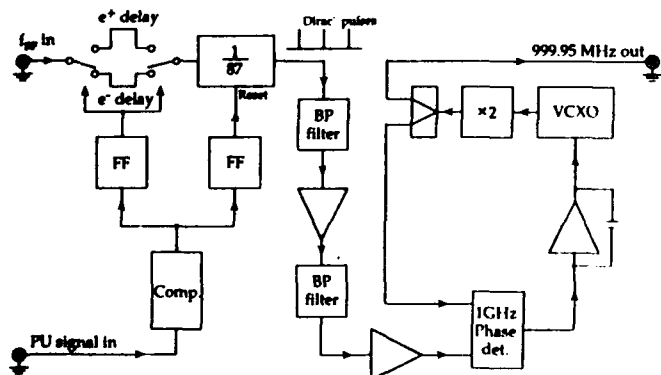 e+ delay
Dirac pulses
fRF in
1
87
999.95 MHz out
e- delay
Reset
BP
filter
×2
VCXO
FF
FF
BP
filter
Comp.
1GHz
Phase
det.
PU signal in